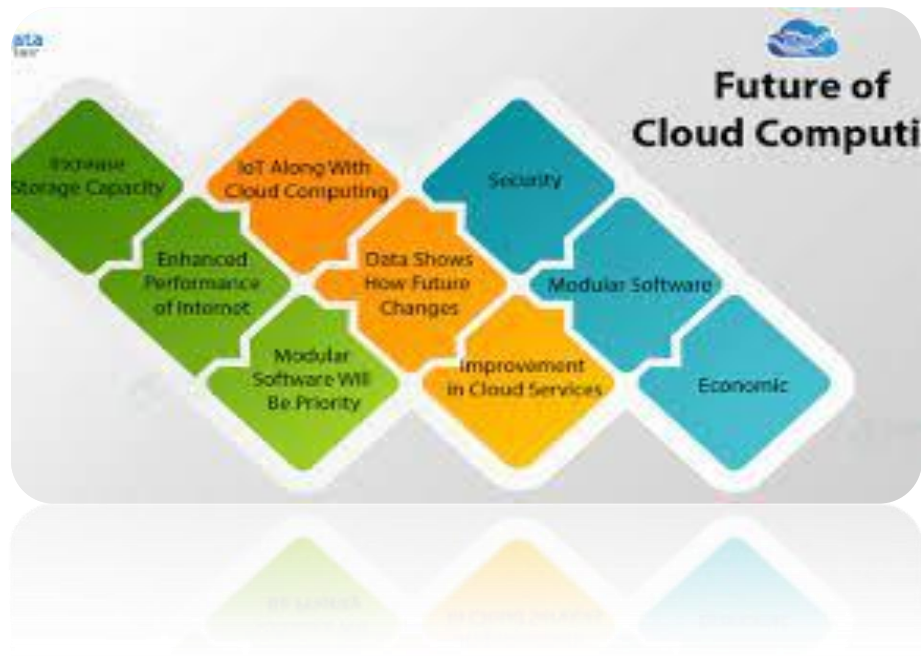 ata
Future of
Cloud Computi
Increase
Storage Capacity
IoT Along With
Cloud Computing
Security
Enhanced
Performance
of Internet
Data Shows
How Future
Changes
Modular Software
Modular
Software Will
Be Priority
Improvement
in Cloud Services
Economic